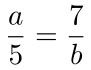 a/5 = 7/b